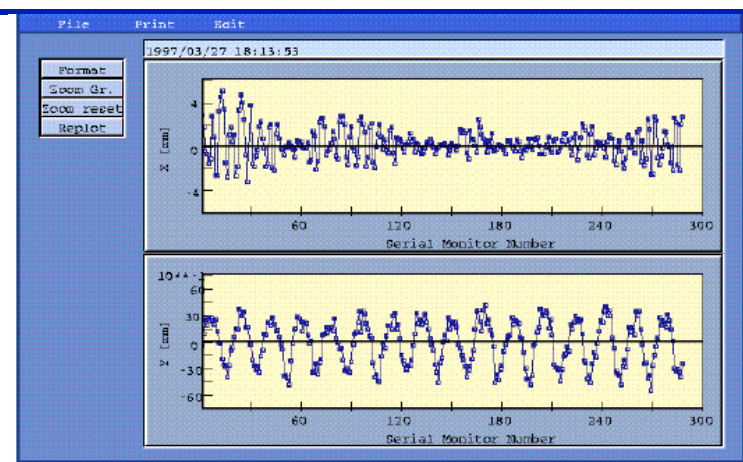 File Print Edit
1997/03/27 18:13:53
Format
Zoom Gr.
Zoom reset
Replot
4
0
-4
X [mm]
60 120 180 240 300
Serial Monitor Number
10**-1
60
30
0
-30
-60
Y [mm]
60 120 180 240 300
Serial Monitor Number